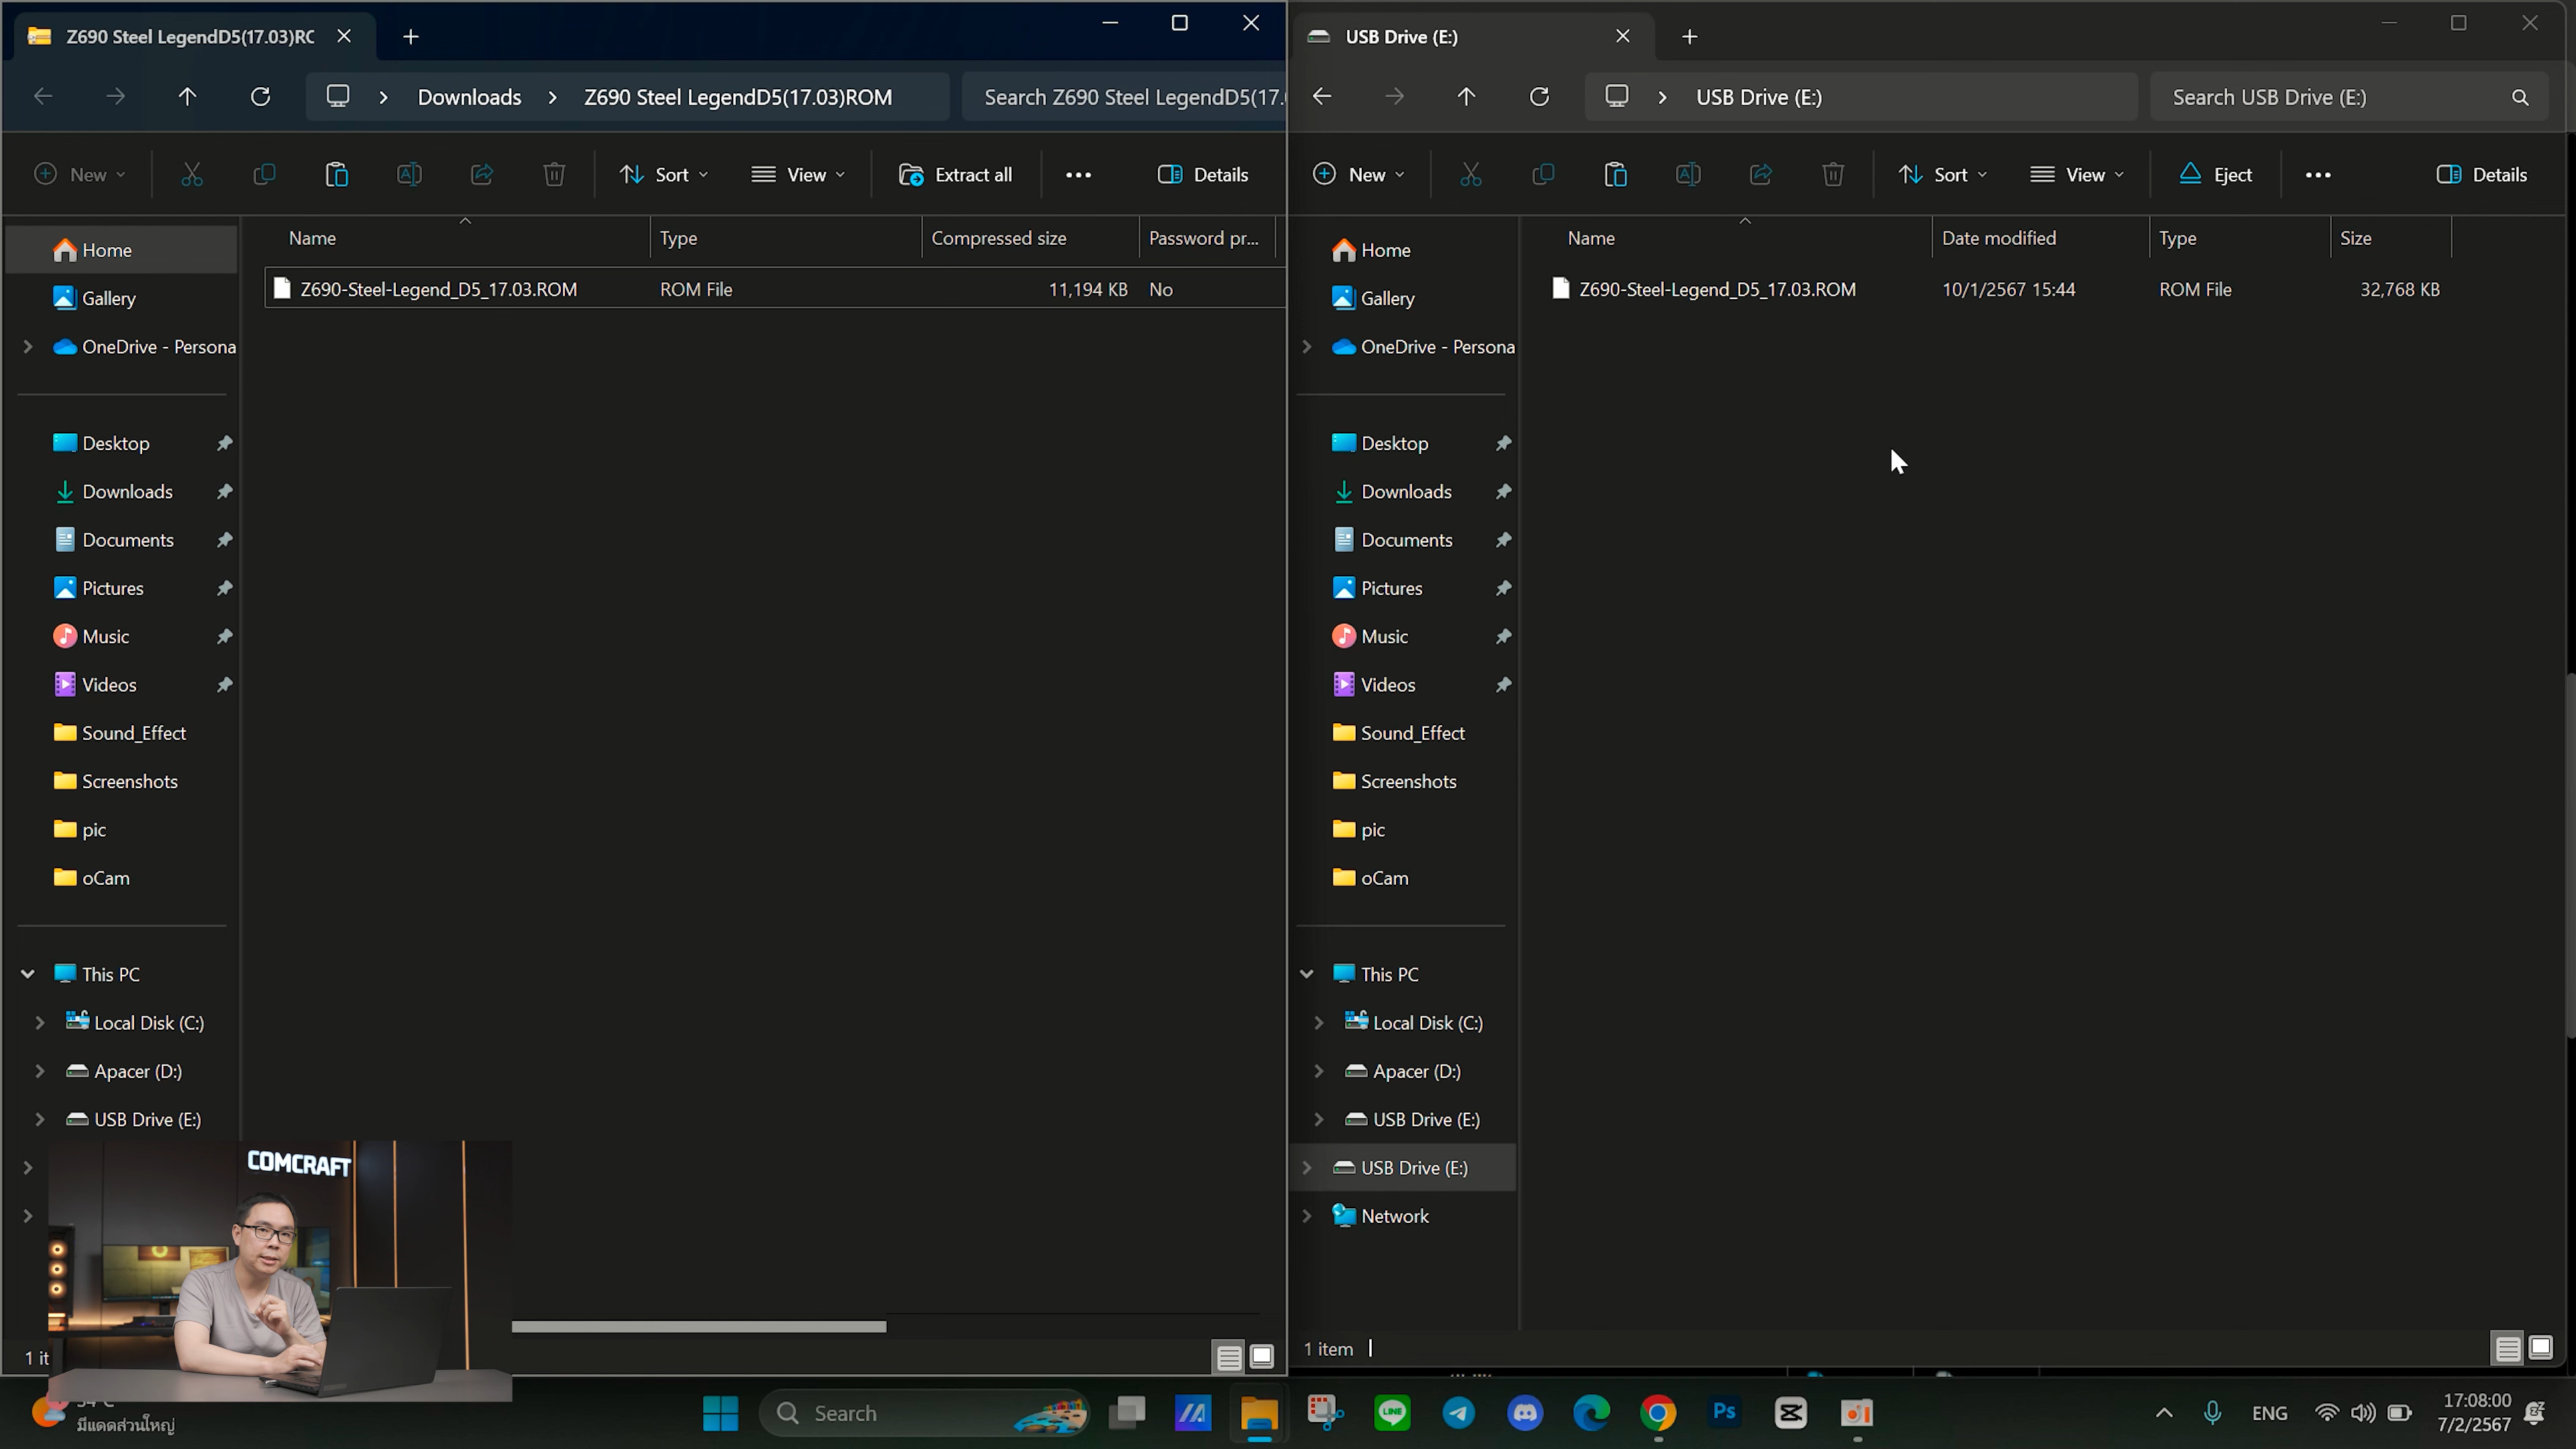 Z690 Steel LegendD5(17.03)RC
Downloads
Z690 Steel LegendD5(17.03)ROM
Search Z690 Steel LegendD5(17.
New
Sort
View
Extract all
Details
Name
Type
Compressed size
Password pr...
Z690-Steel-Legend_D5_17.03.ROM
ROM File
11,194 KB
No
Home
Gallery
OneDrive - Persona
Desktop
Downloads
Documents
Pictures
Music
Videos
Sound_Effect
Screenshots
pic
oCam
This PC
Local Disk (C:)
Apacer (D:)
USB Drive (E:)
COMCRAFT
1 it
USB Drive (E:)
USB Drive (E:)
Search USB Drive (E:)
New
Sort
View
Eject
Details
Name
Date modified
Type
Size
Z690-Steel-Legend_D5_17.03.ROM
10/1/2567 15:44
ROM File
32,768 KB
Home
Gallery
OneDrive - Persona
Desktop
Downloads
Documents
Pictures
Music
Videos
Sound_Effect
Screenshots
pic
oCam
This PC
Local Disk (C:)
Apacer (D:)
USB Drive (E:)
USB Drive (E:)
Network
1 item
มีแดดส่วนใหญ่
Search
LINE
Ps
ENG
17:08:00
7/2/2567